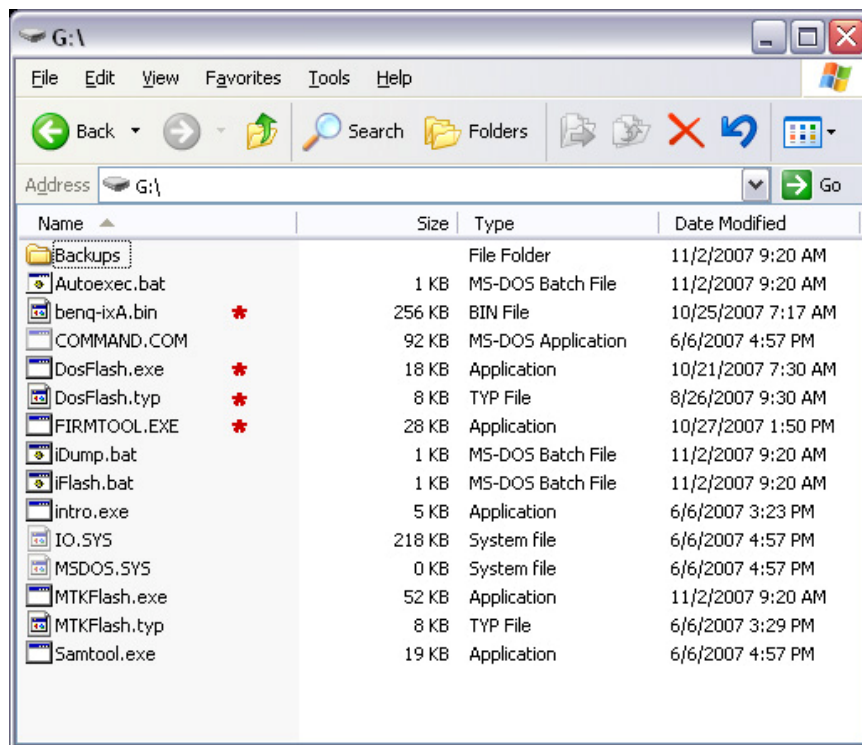 G:\
File Edit View Favorites Tools Help
Back Search Folders
Address G:\ Go
Name Size Type Date Modified
Backups File Folder 11/2/2007 9:20 AM
Autoexec.bat 1 KB MS-DOS Batch File 11/2/2007 9:20 AM
benq-ixA.bin * 256 KB BIN File 10/25/2007 7:17 AM
COMMAND.COM 92 KB MS-DOS Application 6/6/2007 4:57 PM
DosFlash.exe * 18 KB Application 10/21/2007 7:30 AM
DosFlash.typ * 8 KB TYP File 8/26/2007 9:30 AM
FIRMTOOL.EXE * 28 KB Application 10/27/2007 1:50 PM
iDump.bat 1 KB MS-DOS Batch File 11/2/2007 9:20 AM
iFlash.bat 1 KB MS-DOS Batch File 11/2/2007 9:20 AM
intro.exe 5 KB Application 6/6/2007 3:23 PM
IO.SYS 218 KB System file 6/6/2007 4:57 PM
MSDOS.SYS 0 KB System file 6/6/2007 4:57 PM
MTKFlash.exe 52 KB Application 11/2/2007 9:20 AM
MTKFlash.typ 8 KB TYP File 6/6/2007 3:29 PM
Samtool.exe 19 KB Application 6/6/2007 4:57 PM